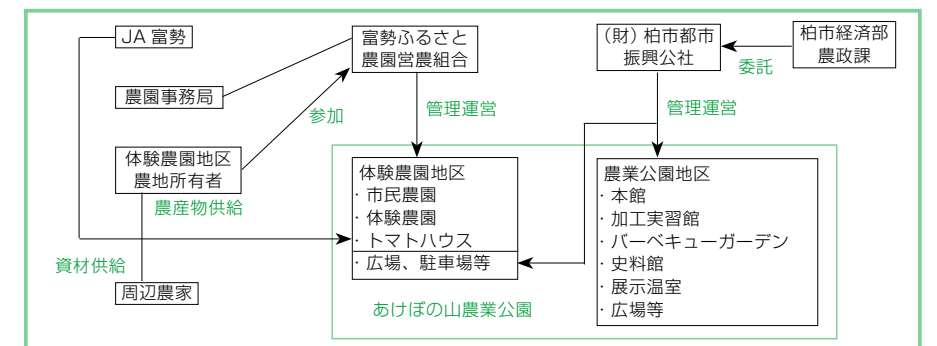 JA 富勢
富勢ふるさと
農園営農組合
（財）柏市都市
振興公社
柏市経済部
農政課
委託
農園事務局
参加
管理運営
管理運営
体験農園地区
農地所有者
農産物供給
体験農園地区
・市民農園
・体験農園
・トマトハウス
・広場、駐車場等
農業公園地区
・本館
・加工実習館
・バーベキューガーデン
・史料館
・展示温室
・広場等
資材供給
周辺農家
あけぼの山農業公園